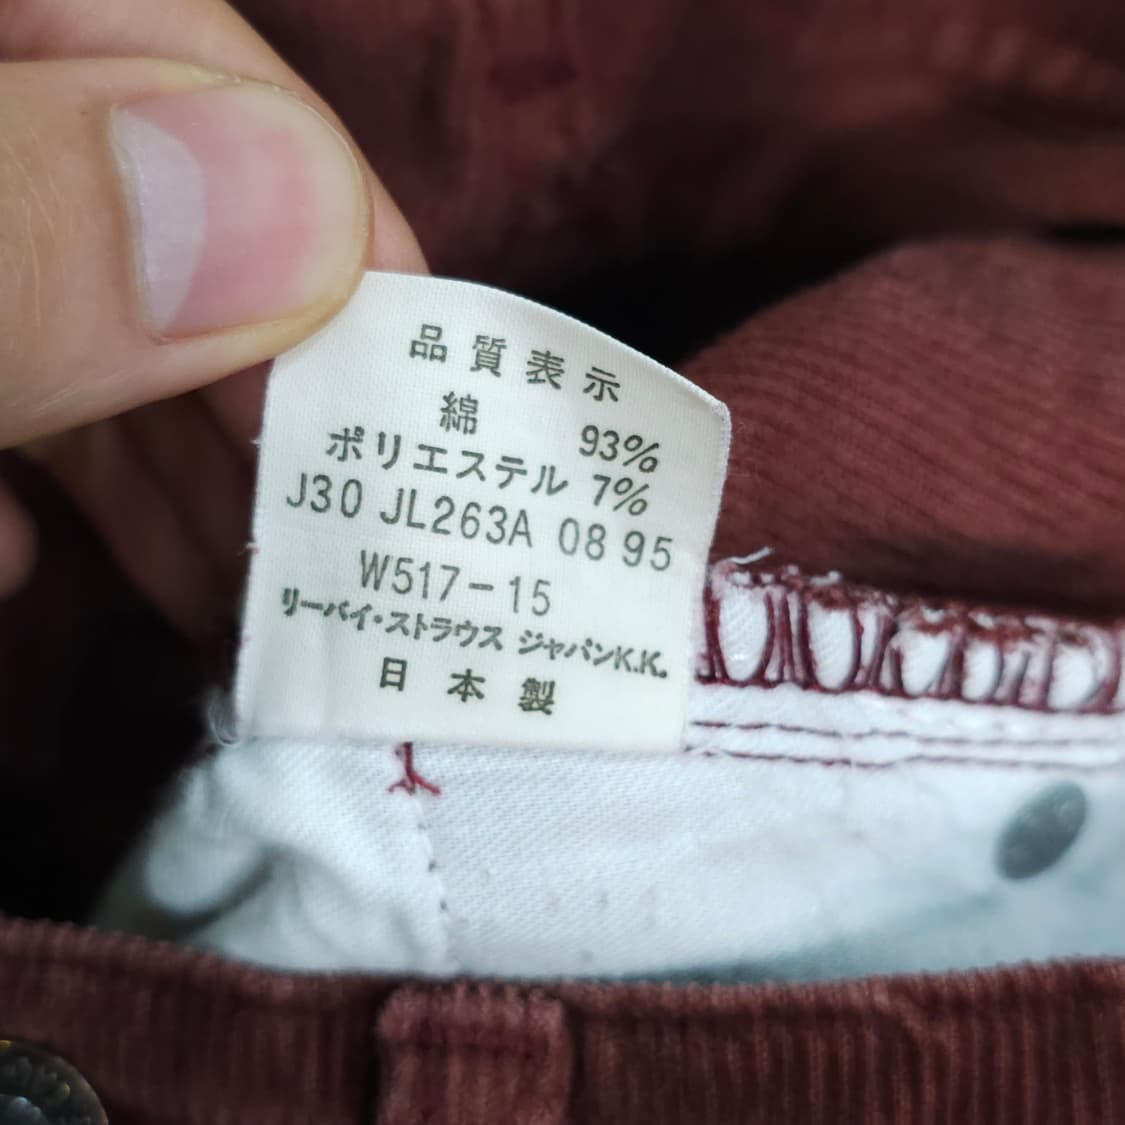 品質表示
綿 93%
ポリエステル 7%
J30 JL263A 08 95
W517-15
リーバイ・ストラウス ジャパンK.K.
日本製